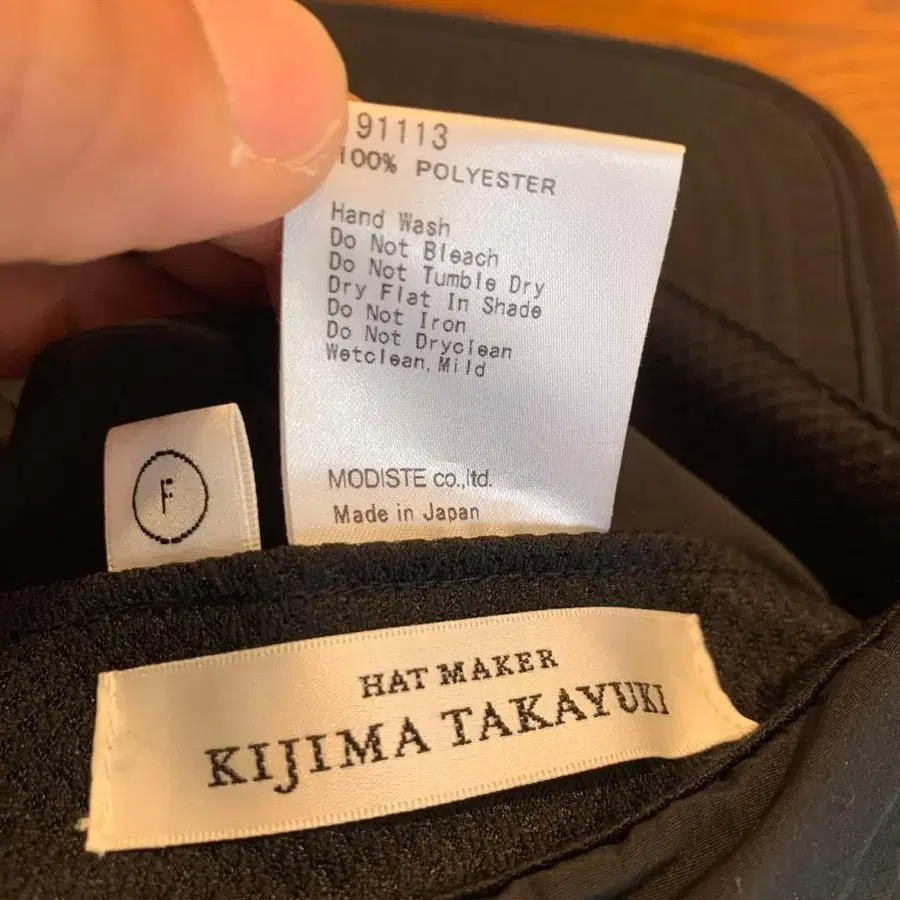 91113
100% POLYESTER
Hand Wash
Do Not Bleach
Do Not Tumble Dry
Dry Flat In Shade
Do Not Iron
Do Not Dryclean
Wetclean,Mild
MODISTE co.,ltd.
Made in Japan
F
HAT MAKER
KIJIMA TAKAYUKI